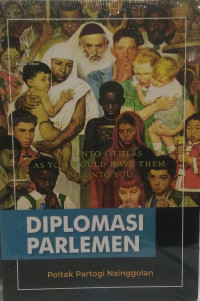 UNTO OTHERS
AS YOU WOULD HAVE THEM
UNTO YOU
DIPLOMASI
PARLEMEN
Poltak Partogi Nainggolan